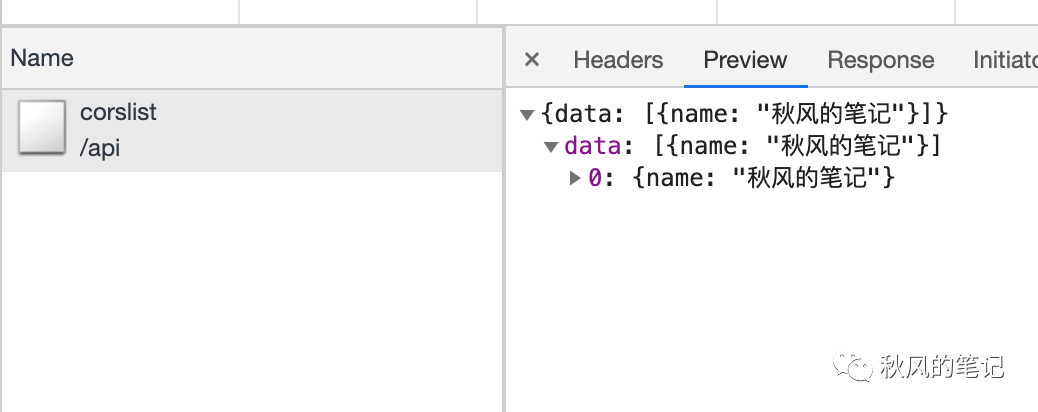 Name
corslist
/api
× Headers Preview Response Initiato
▼{data: [{name: "秋风的笔记"}]}
▼data: [{name: "秋风的笔记"}]
▶0: {name: "秋风的笔记"}
秋风的笔记